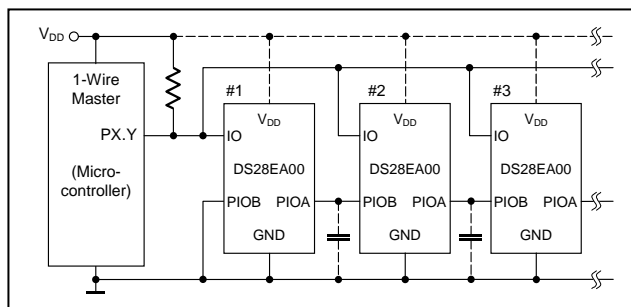 VDD
1-Wire
Master
PX.Y
(Micro-
controller)
#1
VDD
IO
DS28EA00
PIOB PIOA
GND
#2
VDD
IO
DS28EA00
PIOB PIOA
GND
#3
VDD
IO
DS28EA00
PIOB PIOA
GND